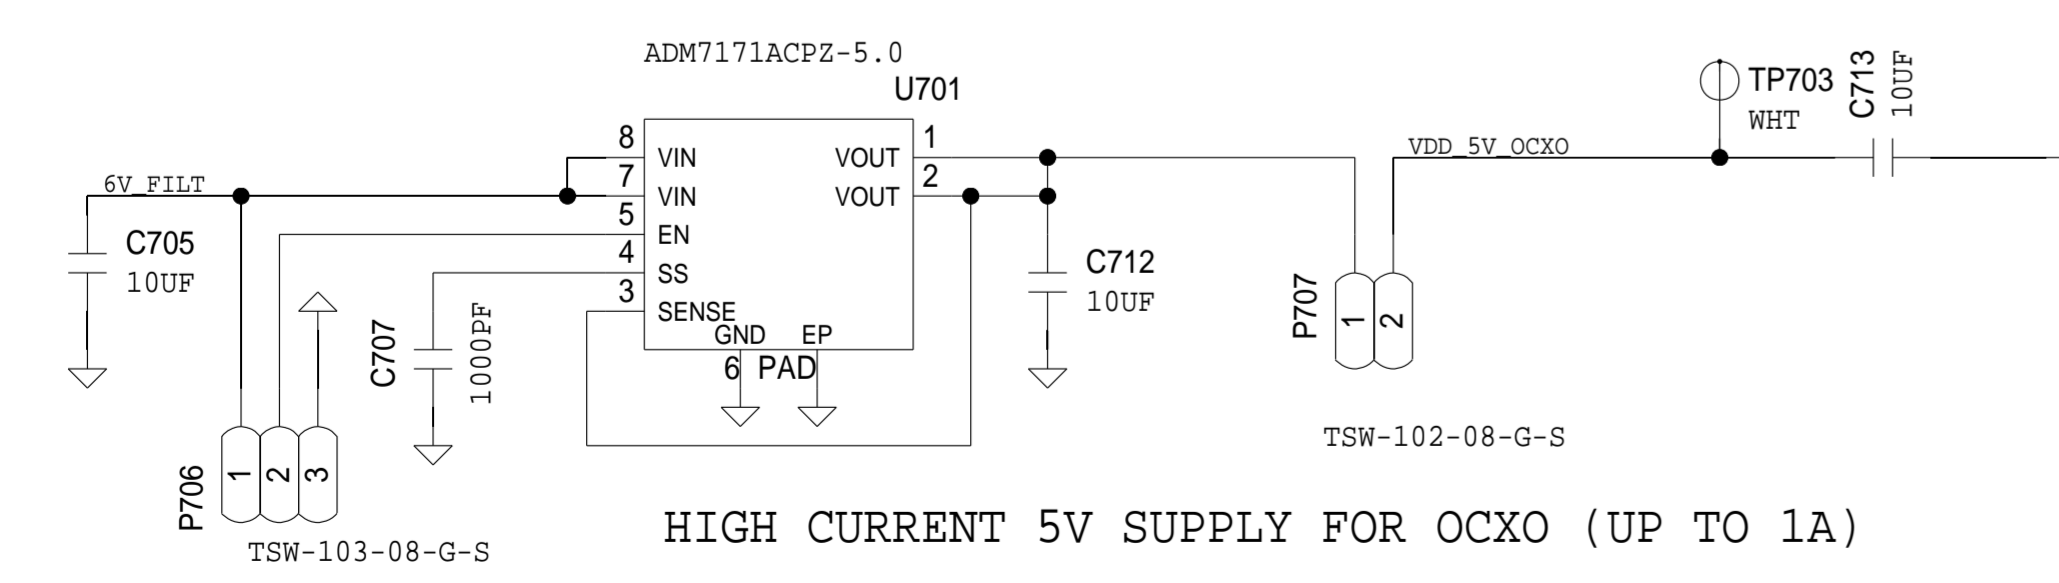 ADM7171ACPZ-5.0
U701
TP703
WHT
C713
10UF
8
VIN
VOUT
1
VDD_5V_OCXO
7
VIN
VOUT
2
6V_FILT
5
EN
C705
10UF
4
SS
C712
10UF
3
SENSE
GND
EP
6
PAD
C707
1000PF
P707
1
2
TSW-102-08-G-S
P706
1
2
3
TSW-103-08-G-S
HIGH CURRENT 5V SUPPLY FOR OCXO (UP TO 1A)